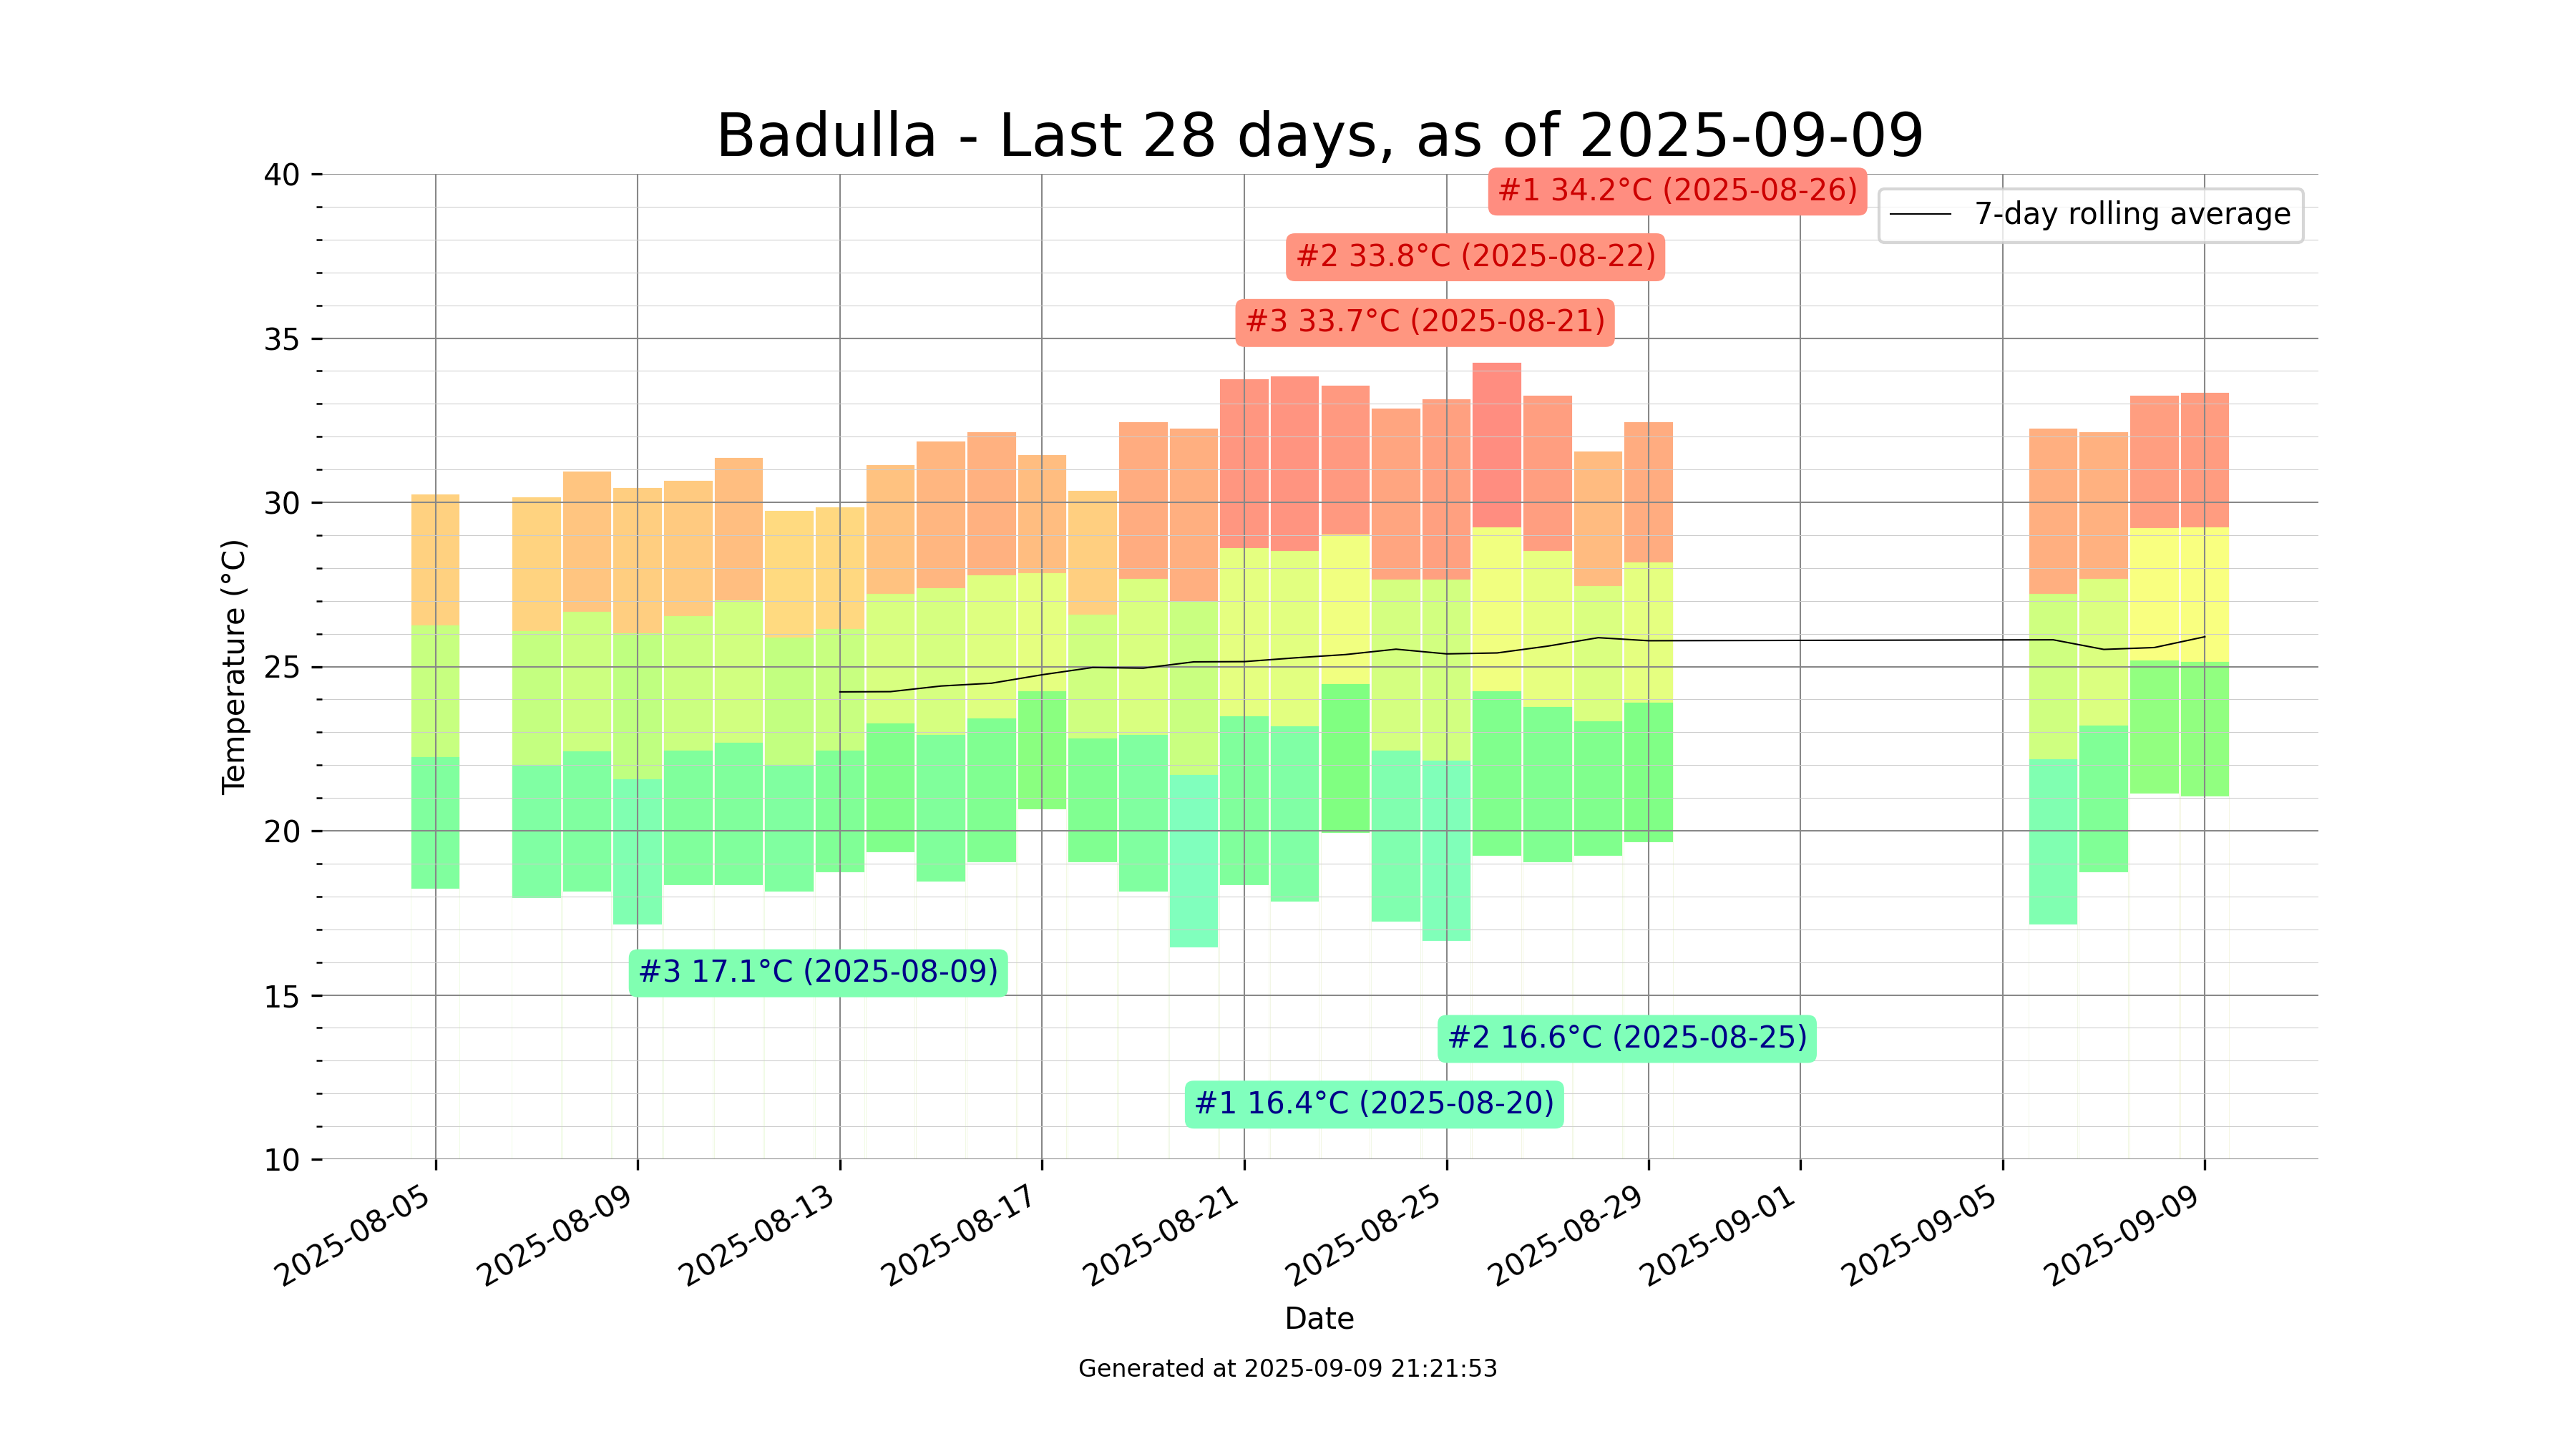 Badulla - Last 28 days, as of 2025-09-09
#1 34.2°C (2025-08-26)
7-day rolling average
#2 33.8°C (2025-08-22)
#3 33.7°C (2025-08-21)
#3 17.1°C (2025-08-09)
#2 16.6°C (2025-08-25)
#1 16.4°C (2025-08-20)
Temperature (°C)
40
35
30
25
20
15
10
2025-08-05
2025-08-09
2025-08-13
2025-08-17
2025-08-21
2025-08-25
2025-08-29
2025-09-01
2025-09-05
2025-09-09
Date
Generated at 2025-09-09 21:21:53